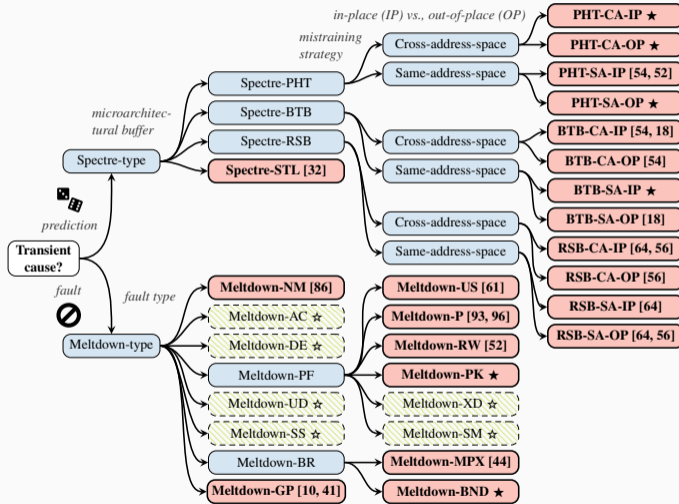 in-place (IP) vs., out-of-place (OP)
mistraining
strategy
microarchitec-
tural buffer
prediction
fault
fault type
Transient
cause?
Spectre-type
Meltdown-type
Spectre-PHT
Spectre-BTB
Spectre-RSB
Spectre-STL [32]
Cross-address-space
Same-address-space
Cross-address-space
Same-address-space
Cross-address-space
Same-address-space
PHT-CA-IP ★
PHT-CA-OP ★
PHT-SA-IP [54, 52]
PHT-SA-OP ★
BTB-CA-IP [54, 18]
BTB-CA-OP [54]
BTB-SA-IP ★
BTB-SA-OP [18]
RSB-CA-IP [64, 56]
RSB-CA-OP [56]
RSB-SA-IP [64]
RSB-SA-OP [64, 56]
Meltdown-NM [86]
Meltdown-AC ☆
Meltdown-DE ☆
Meltdown-PF
Meltdown-UD ☆
Meltdown-SS ☆
Meltdown-BR
Meltdown-GP [10, 41]
Meltdown-US [61]
Meltdown-P [93, 96]
Meltdown-RW [52]
Meltdown-PK ★
Meltdown-XD ☆
Meltdown-SM ☆
Meltdown-MPX [44]
Meltdown-BND ★